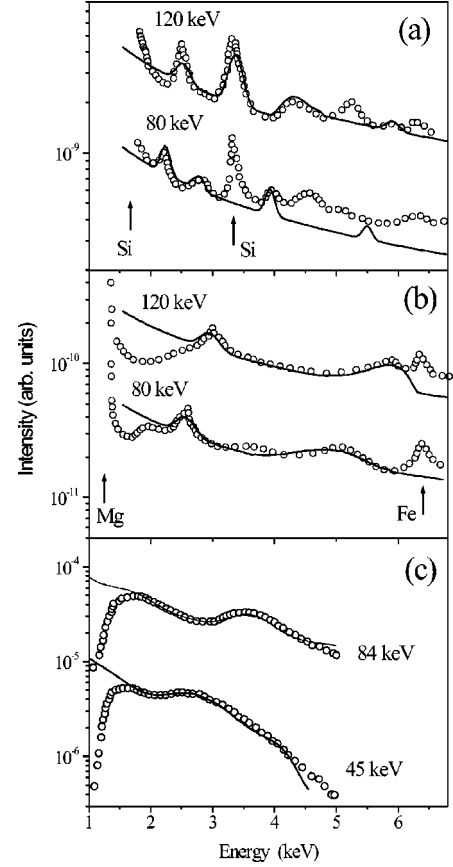 120 keV
(a)
80 keV
10⁻⁹
Si
Si
120 keV
(b)
10⁻¹⁰
80 keV
10⁻¹¹
Mg
Fe
Intensity (arb. units)
(c)
10⁻⁴
84 keV
10⁻⁵
10⁻⁶
45 keV
1 2 3 4 5 6
Energy (keV)